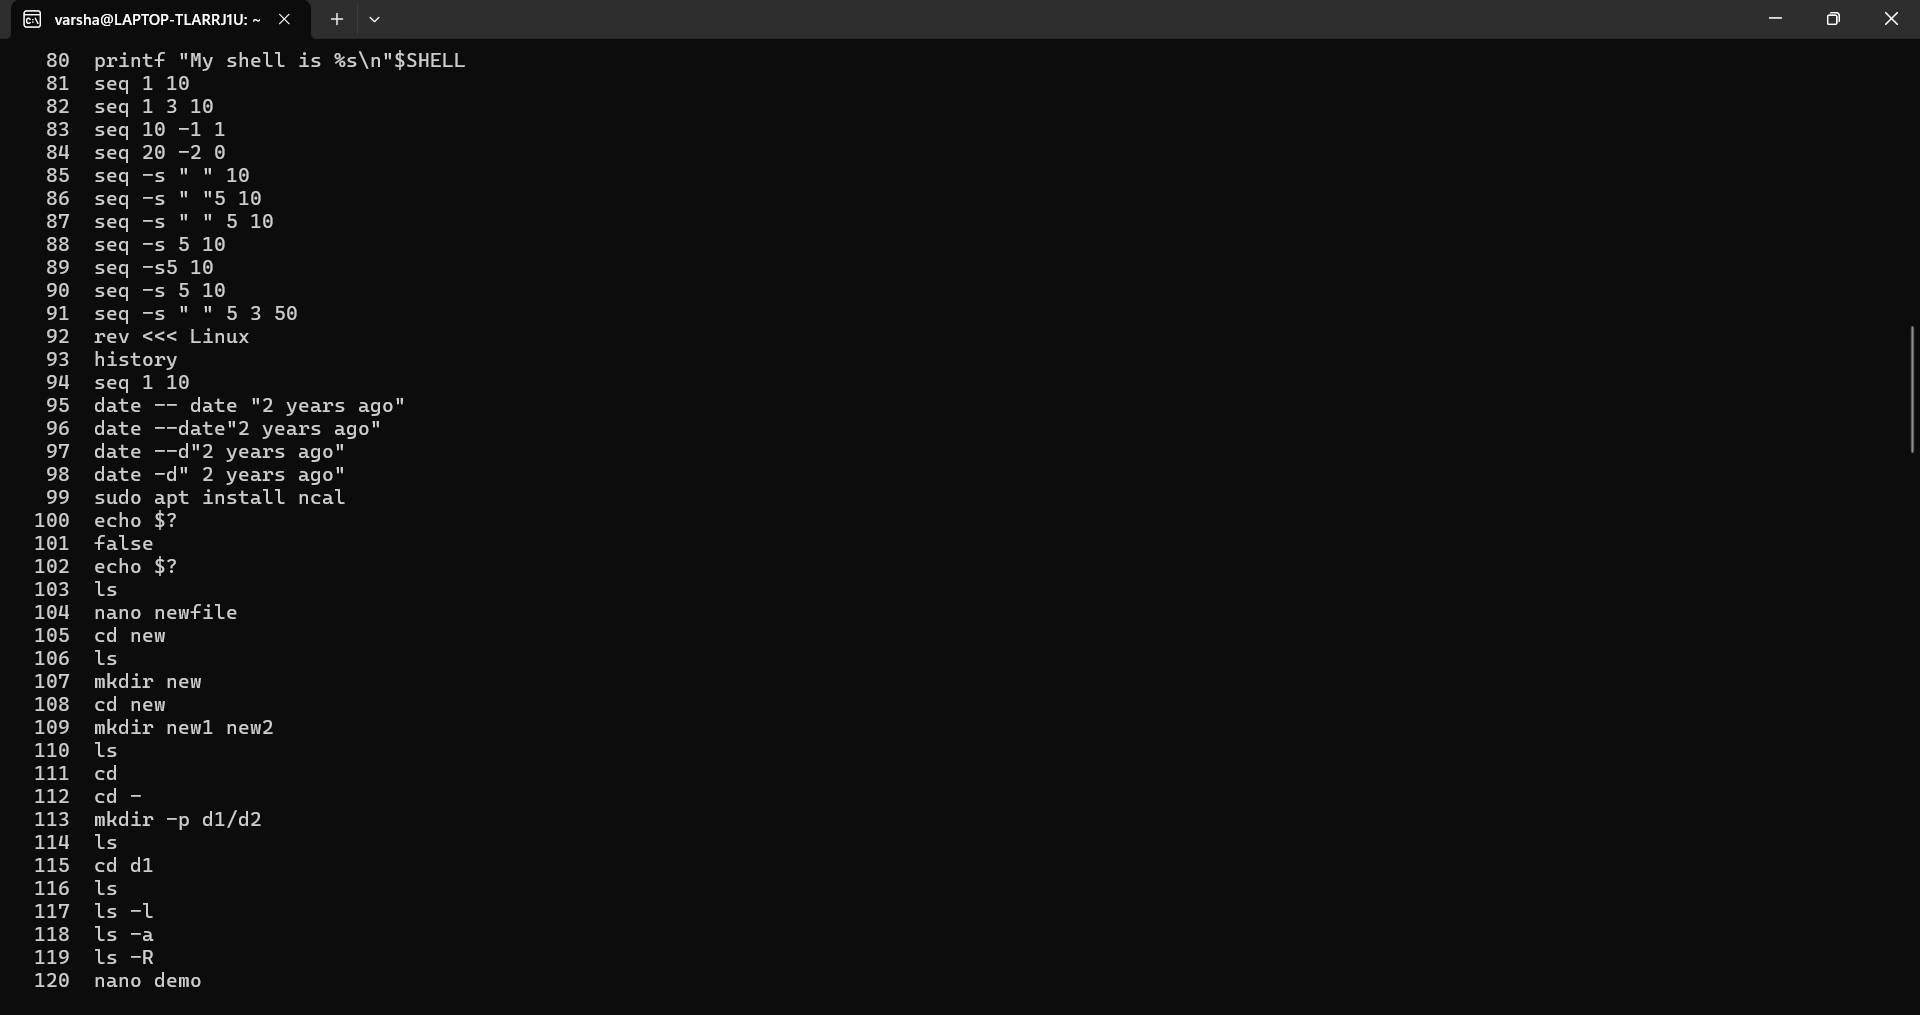 varsha@LAPTOP-TLARRJ1U: ~
80 printf "My shell is %s\n"$SHELL
81 seq 1 10
82 seq 1 3 10
83 seq 10 -1 1
84 seq 20 -2 0
85 seq -s " " 10
86 seq -s " "5 10
87 seq -s " " 5 10
88 seq -s 5 10
89 seq -s5 10
90 seq -s 5 10
91 seq -s " " 5 3 50
92 rev <<< Linux
93 history
94 seq 1 10
95 date -- date "2 years ago"
96 date --date"2 years ago"
97 date --d"2 years ago"
98 date -d" 2 years ago"
99 sudo apt install ncal
100 echo $?
101 false
102 echo $?
103 ls
104 nano newfile
105 cd new
106 ls
107 mkdir new
108 cd new
109 mkdir new1 new2
110 ls
111 cd
112 cd -
113 mkdir -p d1/d2
114 ls
115 cd d1
116 ls
117 ls -l
118 ls -a
119 ls -R
120 nano demo